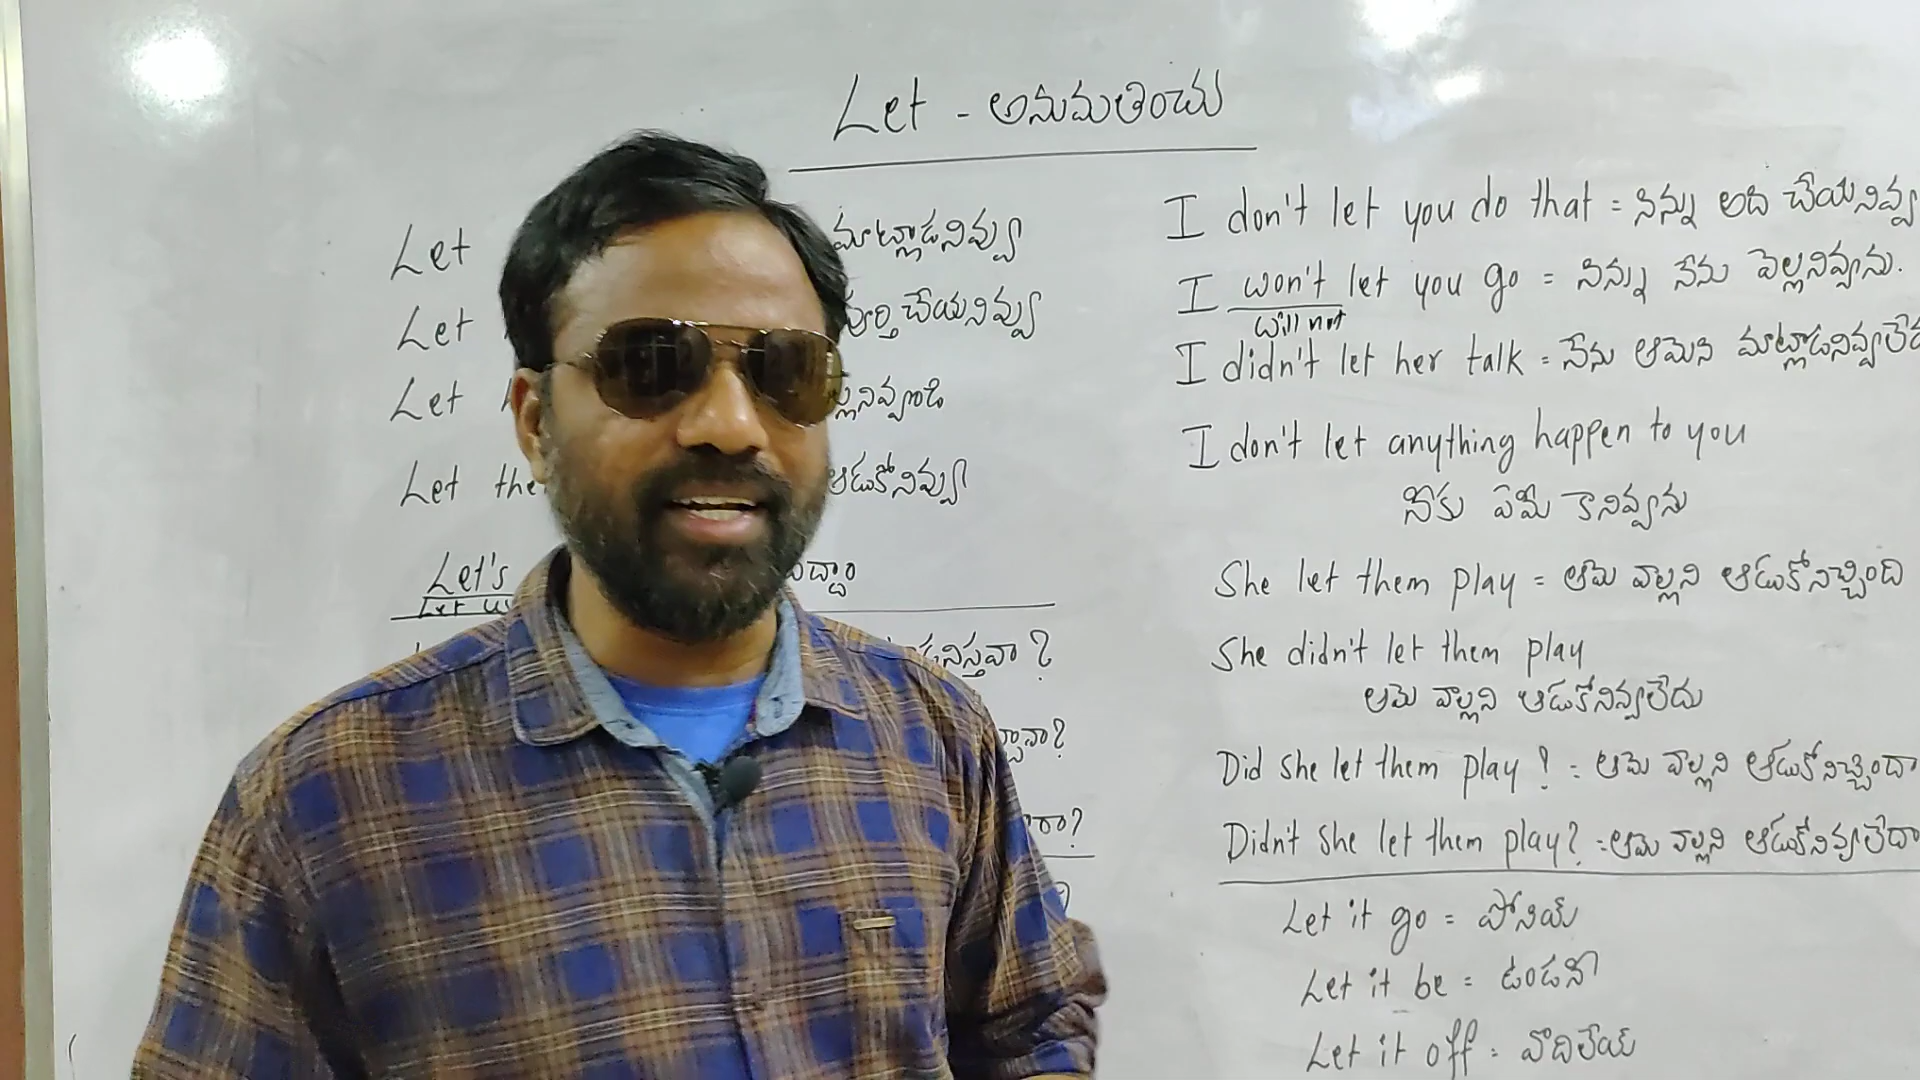 Let - అనుమతించు
Let మాట్లాడనివ్వు
Let పూర్తి చేయనివ్వు
Let ల్లనివ్వండి
Let the ఆడుకోనివ్వు
Let's
Let us
I don't let you do that = నిన్ను అది చేయనివ్వ
I won't let you go = నిన్ను నేను వెల్లనివ్వను.
will not
I didn't let her talk = నేను ఆమెని మాట్లాడనివ్వలేదు
I don't let anything happen to you
నీకు ఏమీ కానివ్వను
She let them play = ఆమె వాల్లని ఆడుకోనిచ్చింది
She didn't let them play
ఆమె వాల్లని ఆడుకోనివ్వలేదు
Did she let them play ? = ఆమె వాల్లని ఆడుకోనిచ్చిందా
Didn't she let them play? = ఆమె వాల్లని ఆడుకోనివ్వలేదా
Let it go = పోనియ్
Let it be = ఉండనీ
Let it off = వొదిలేయ్